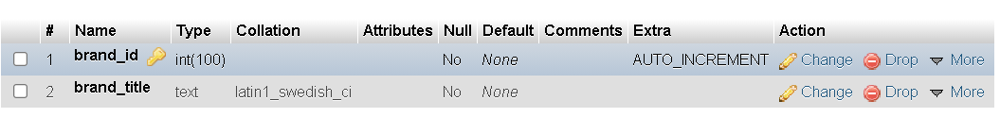 # Name Type Collation Attributes Null Default Comments Extra Action
1 brand_id int(100) No None AUTO_INCREMENT Change Drop More
2 brand_title text latin1_swedish_ci No None Change Drop More